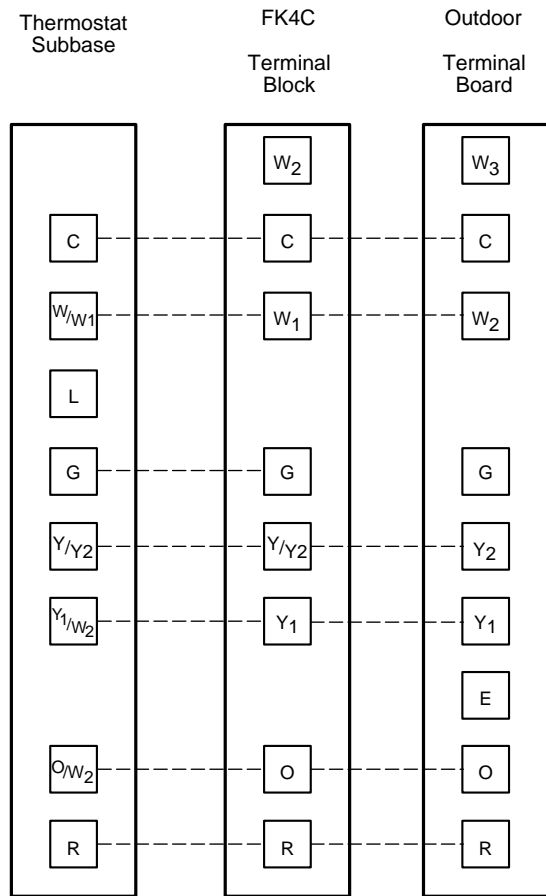 Thermostat
Subbase
FK4C
Terminal
Block
Outdoor
Terminal
Board
W2 W3
C C C
W/W1 W1 W2
L
G G G
Y/Y2 Y/Y2 Y2
Y1/W2 Y1 Y1
E
O/W2 O O
R R R